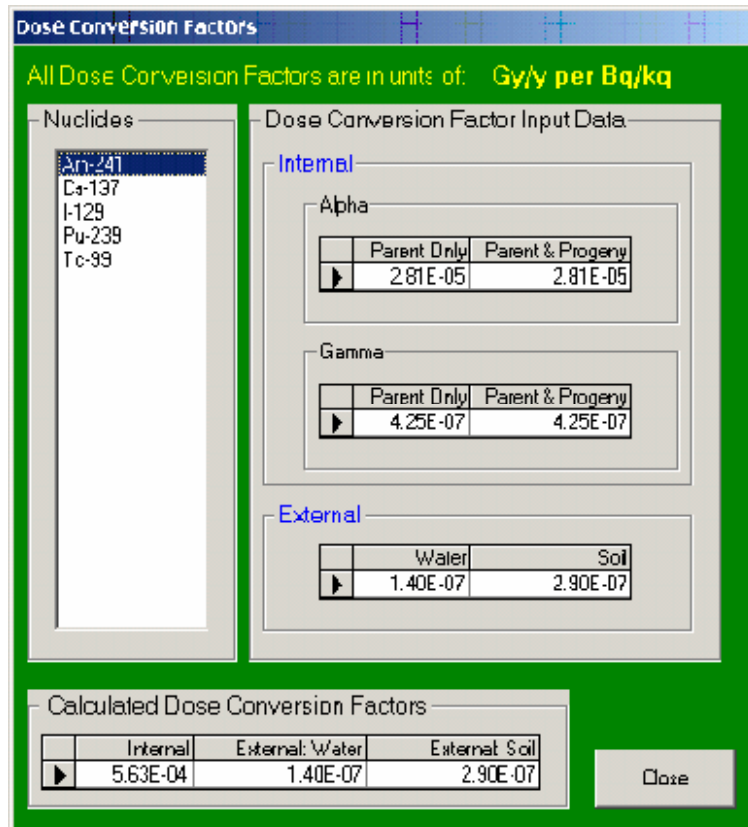 Dose Conversion Factors
All Dose Conversion Factors are in units of: Gy/y per Bq/kg
Nuclides
Am-241
Cs-137
I-129
Pu-239
Tc-99
Dose Conversion Factor Input Data
Internal
Alpha
Parent Only Parent & Progeny
2.81E-05 2.81E-05
Gamma
Parent Only Parent & Progeny
4.25E-07 4.25E-07
External
Water Soil
1.40E-07 2.90E-07
Calculated Dose Conversion Factors
Internal External: Water External: Soil
5.63E-04 1.40E-07 2.90E-07
Close